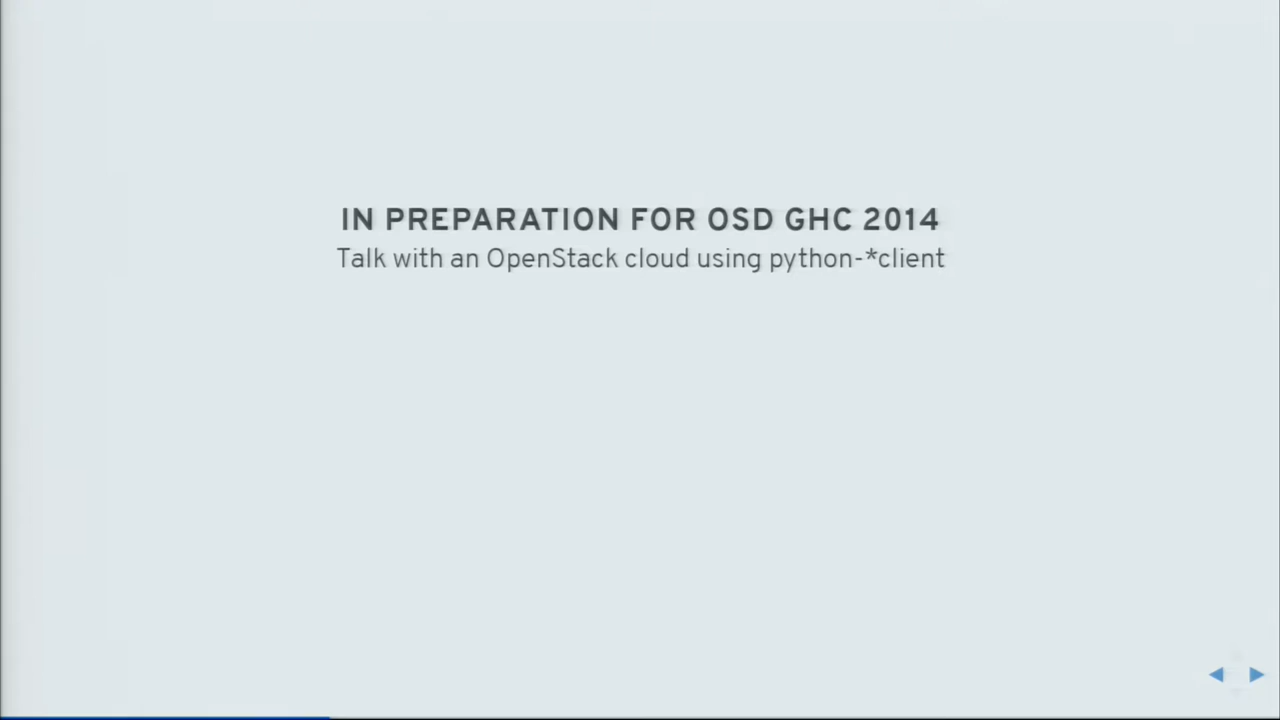 IN PREPARATION FOR OSD GHC 2014
Talk with an OpenStack cloud using python-*client